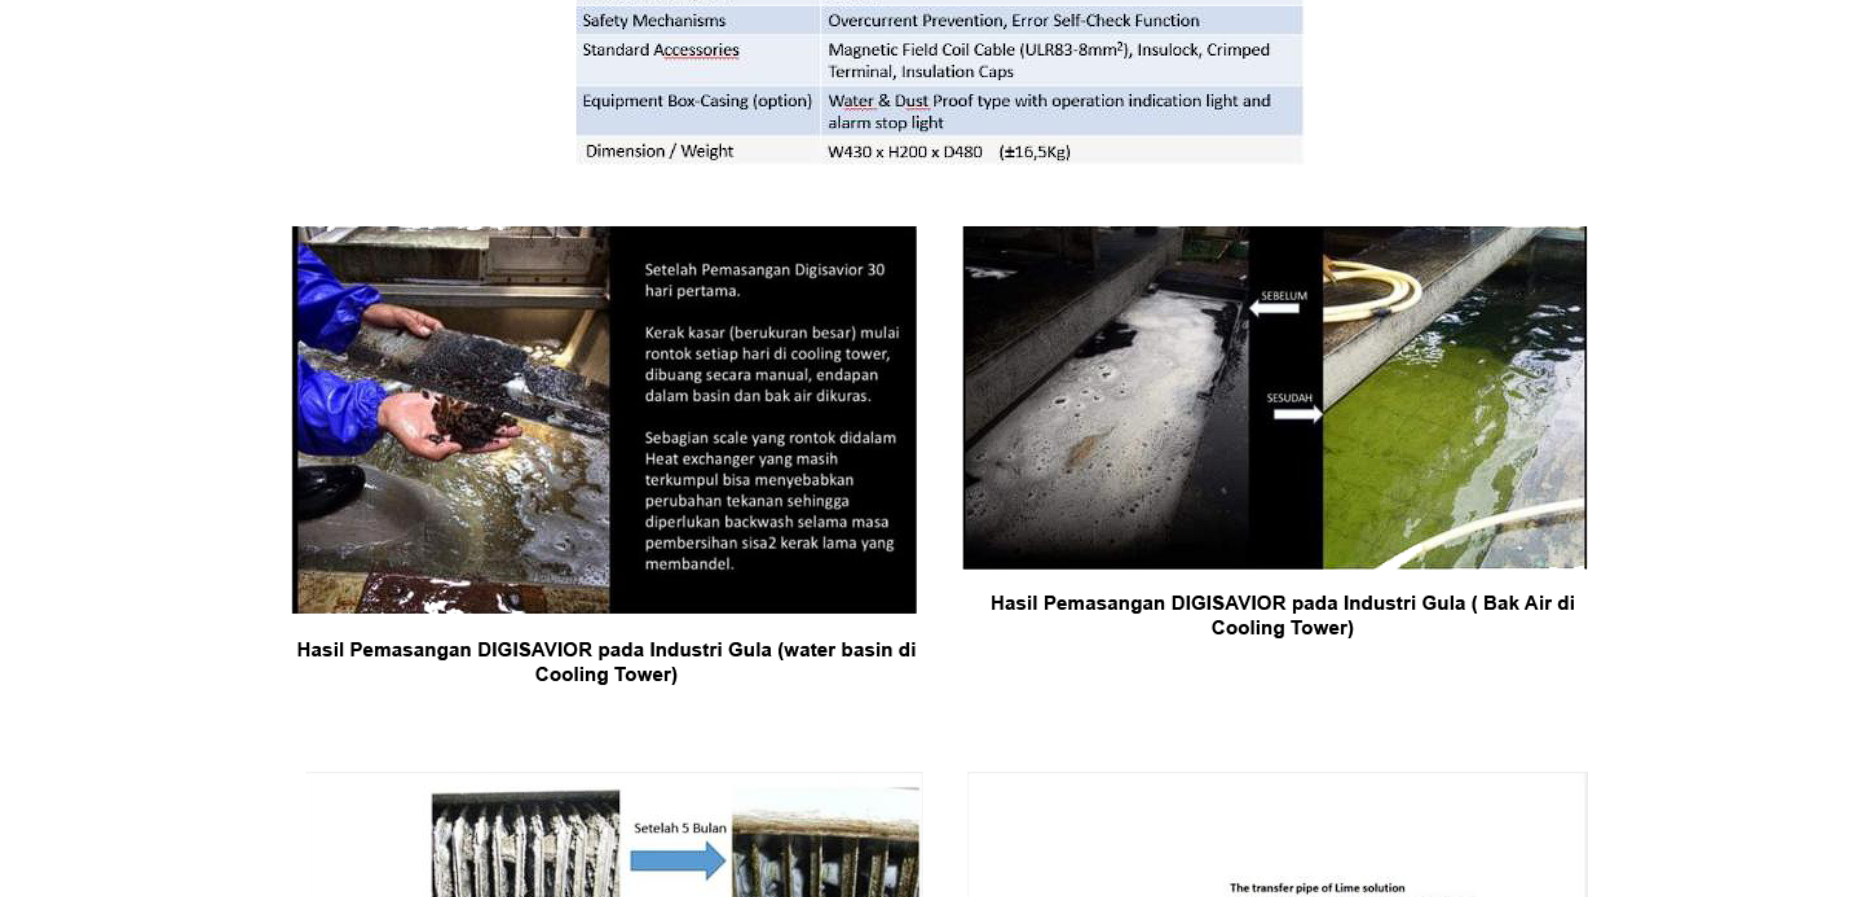 Safety Mechanisms
Overcurrent Prevention, Error Self-Check Function
Standard Accessories
Magnetic Field Coil Cable (ULR83-8mm²), Insulock, Crimped
Terminal, Insulation Caps
Equipment Box-Casing (option)
Water & Dust Proof type with operation indication light and
alarm stop light
Dimension / Weight
W430 x H200 x D480 (±16,5Kg)
Setelah Pemasangan Digisavior 30
hari pertama.
Kerak kasar (berukuran besar) mulai
rontok setiap hari di cooling tower,
dibuang secara manual, endapan
dalam basin dan bak air dikuras.
Sebagian scale yang rontok didalam
Heat exchanger yang masih
terkumpul bisa menyebabkan
perubahan tekanan sehingga
diperlukan backwash selama masa
pembersihan sisa2 kerak lama yang
membandel.
Hasil Pemasangan DIGISAVIOR pada Industri Gula (water basin di
Cooling Tower)
SEBELUM
SESUDAH
Hasil Pemasangan DIGISAVIOR pada Industri Gula ( Bak Air di
Cooling Tower)
Setelah 5 Bulan
The transfer pipe of Lime solution